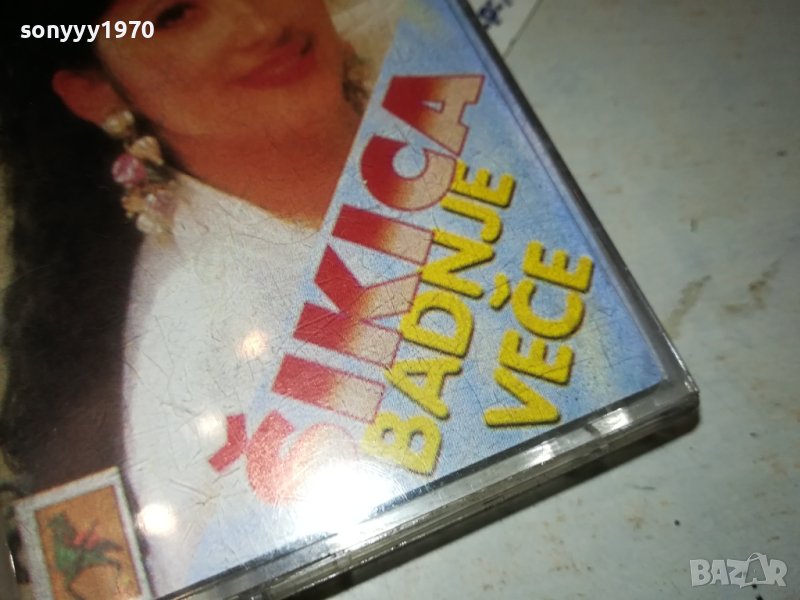 sonyyy1970
ŠIKICA
BADNJE
VEČE
BAZAR